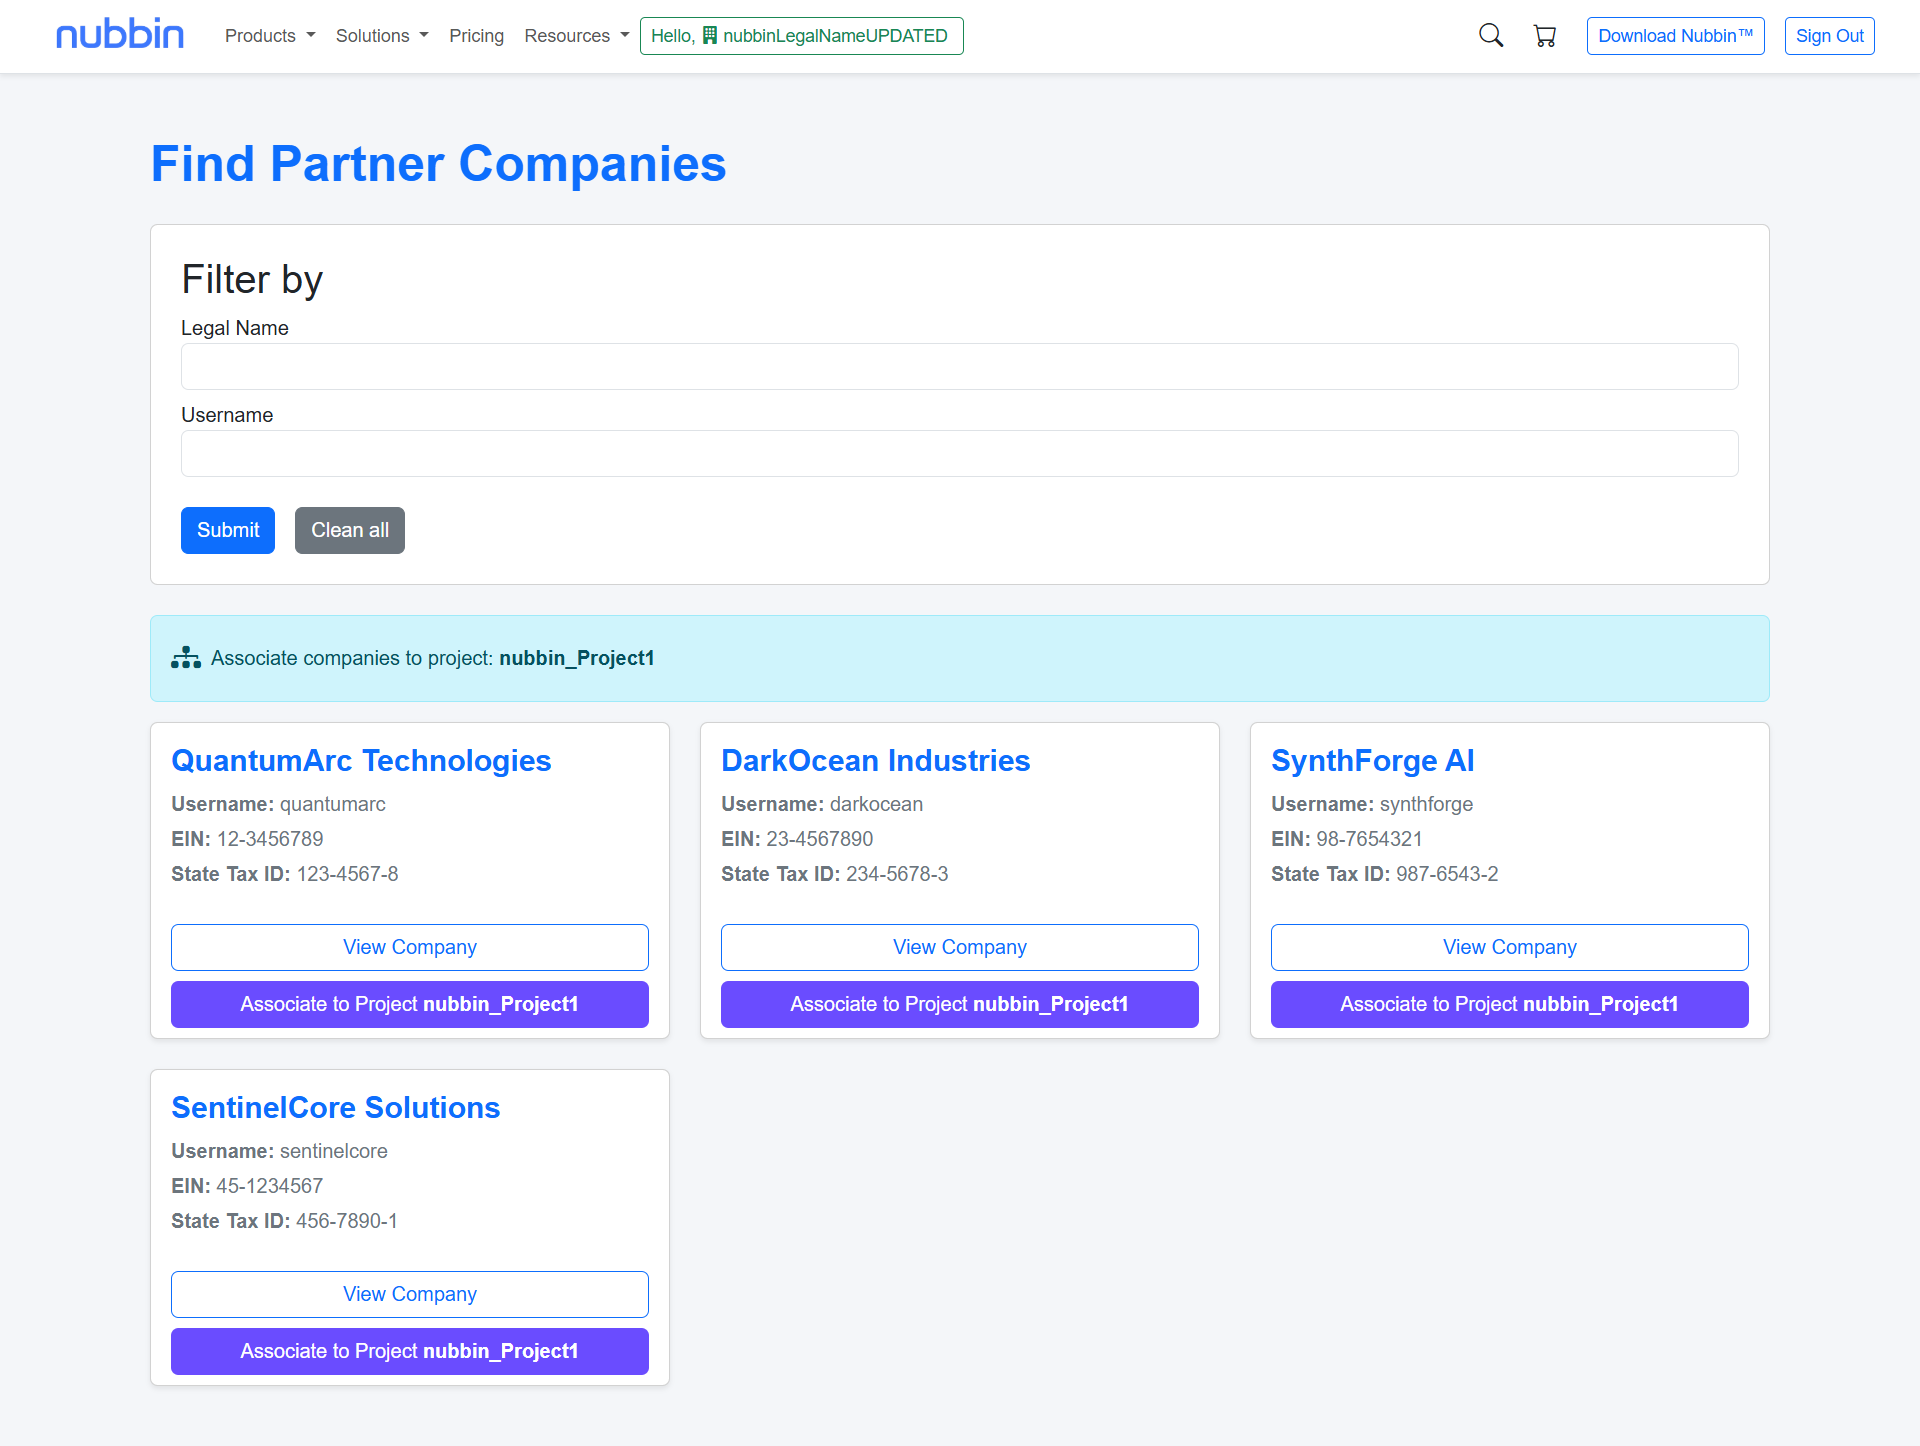 nubbin Products Solutions Pricing Resources Hello, nubbinLegalNameUPDATED Download Nubbin™ Sign Out
Find Partner Companies
Filter by
Legal Name
Username
Submit Clean all
Associate companies to project: nubbin_Project1
QuantumArc Technologies
Username: quantumarc
EIN: 12-3456789
State Tax ID: 123-4567-8
View Company
Associate to Project nubbin_Project1
DarkOcean Industries
Username: darkocean
EIN: 23-4567890
State Tax ID: 234-5678-3
View Company
Associate to Project nubbin_Project1
SynthForge AI
Username: synthforge
EIN: 98-7654321
State Tax ID: 987-6543-2
View Company
Associate to Project nubbin_Project1
SentinelCore Solutions
Username: sentinelcore
EIN: 45-1234567
State Tax ID: 456-7890-1
View Company
Associate to Project nubbin_Project1